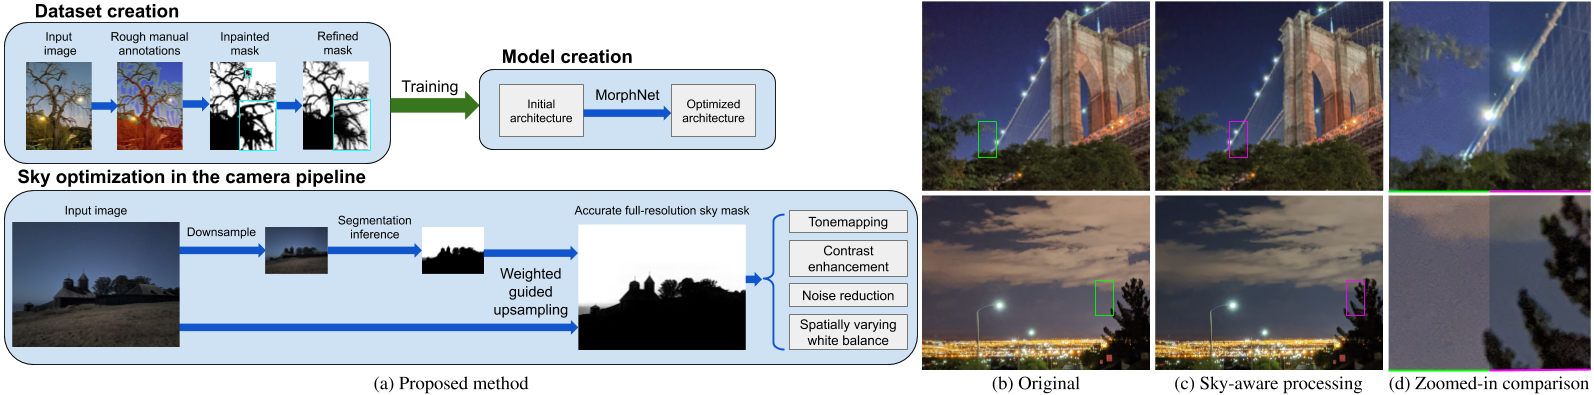 Dataset creation
Input
image
Rough manual
annotations
Inpainted
mask
Refined
mask
Training
Model creation
Initial
architecture
MorphNet
Optimized
architecture
Sky optimization in the camera pipeline
Input image
Downsample
Segmentation
inference
Weighted
guided
upsampling
Accurate full-resolution sky mask
Tonemapping
Contrast
enhancement
Noise reduction
Spatially varying
white balance
(a) Proposed method
(b) Original
(c) Sky-aware processing
(d) Zoomed-in comparison